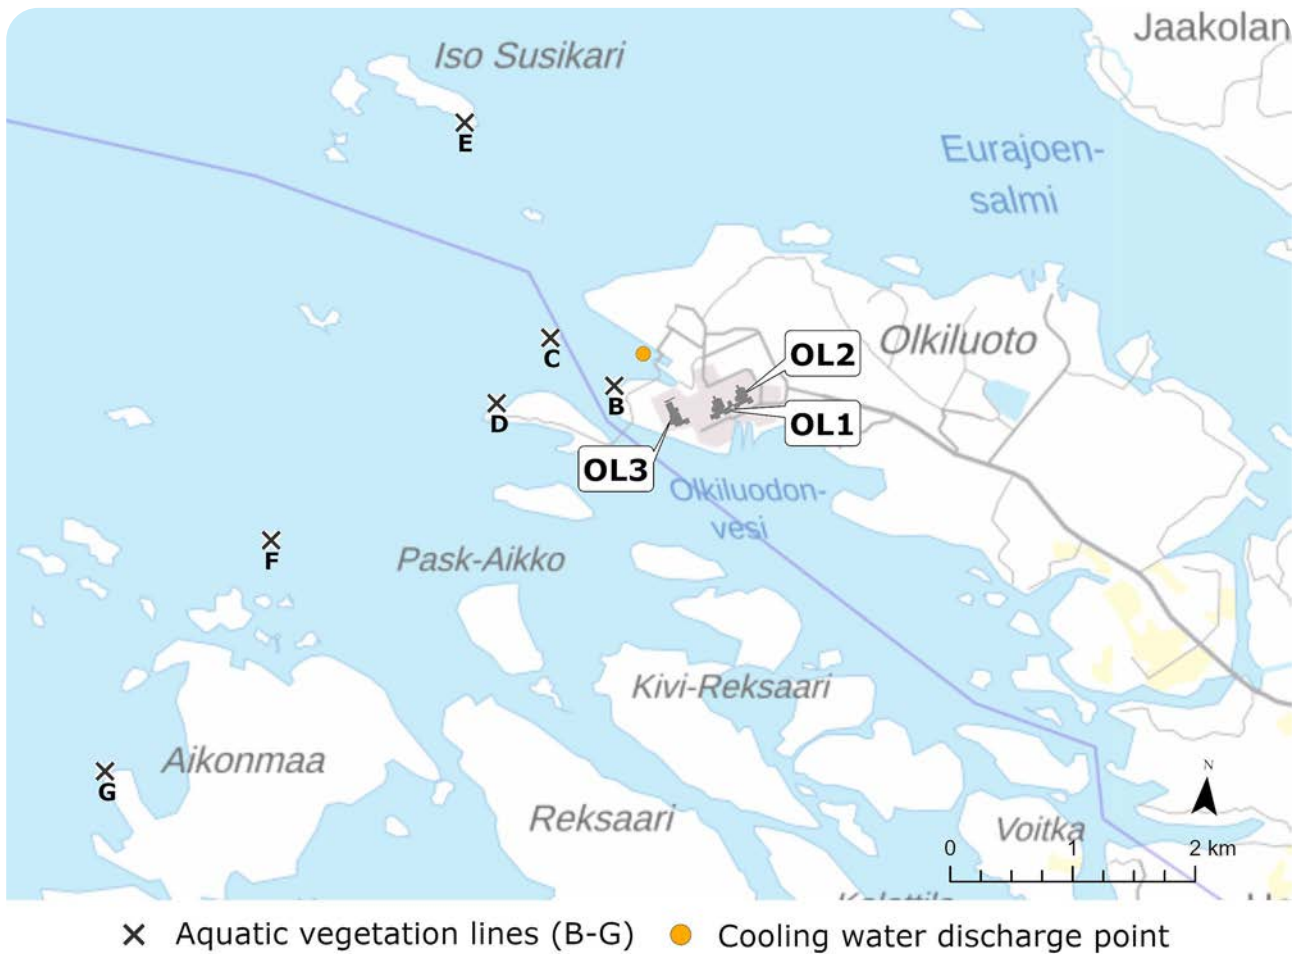 Jaakolan
Iso Susikari
E
Eurajoen-
salmi
C
OL2
Olkiluoto
B
D
OL1
OL3
Olkiluodon-
vesi
F
Pask-Aikko
Kivi-Reksaari
Aikonmaa
G
N
Reksaari
Voitka
0 1 2 km
Aquatic vegetation lines (B-G)
Cooling water discharge point